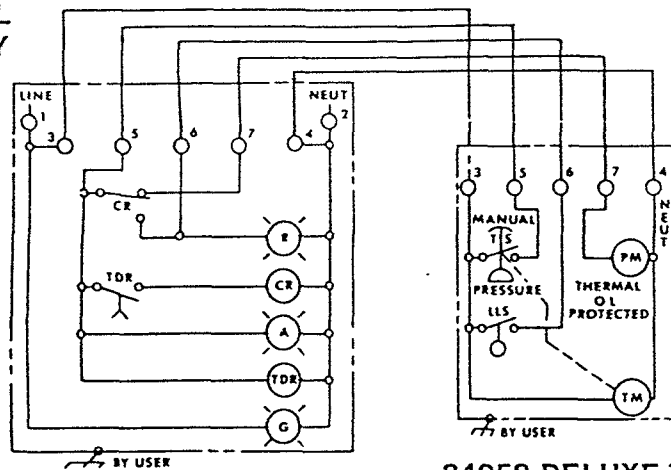 Y
LINE
NEUT
1
2
3
5
6
7
4
CR
R
TDR
CR
A
TDR
G
BY USER
3
5
6
7
4
NEUT
MANUAL
TS
PRESSURE
PM
THERMAL
OL
PROTECTED
LLS
TM
BY USER